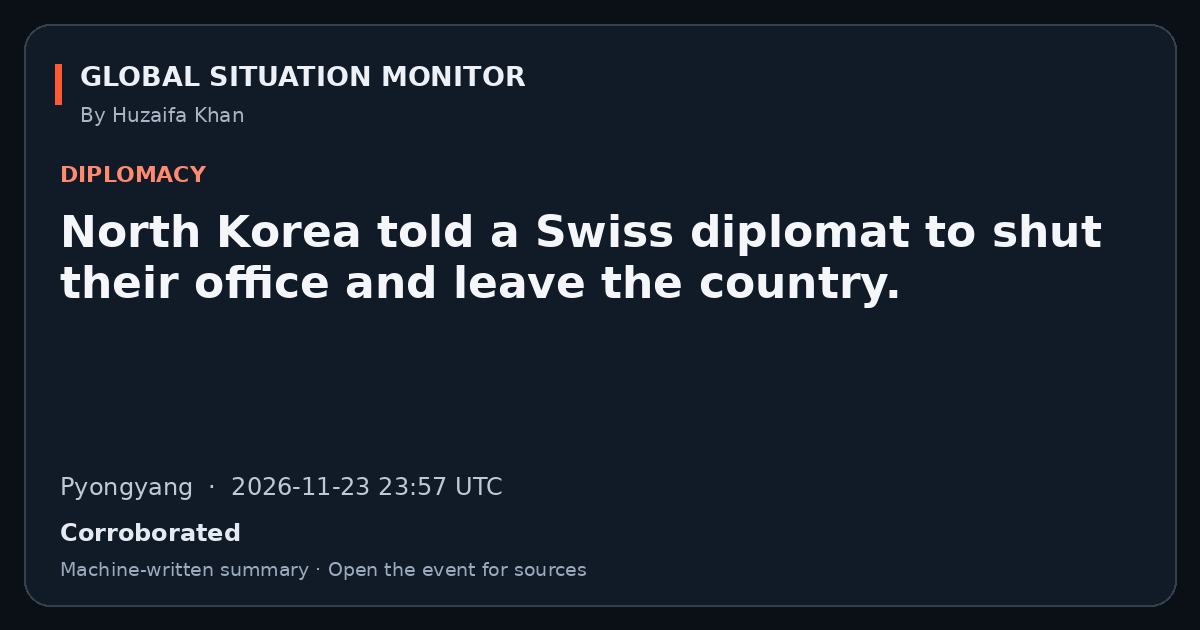 GLOBAL SITUATION MONITOR
By Huzaifa Khan
DIPLOMACY
North Korea told a Swiss diplomat to shut
their office and leave the country.
Pyongyang · 2026-11-23 23:57 UTC
Corroborated
Machine-written summary · Open the event for sources